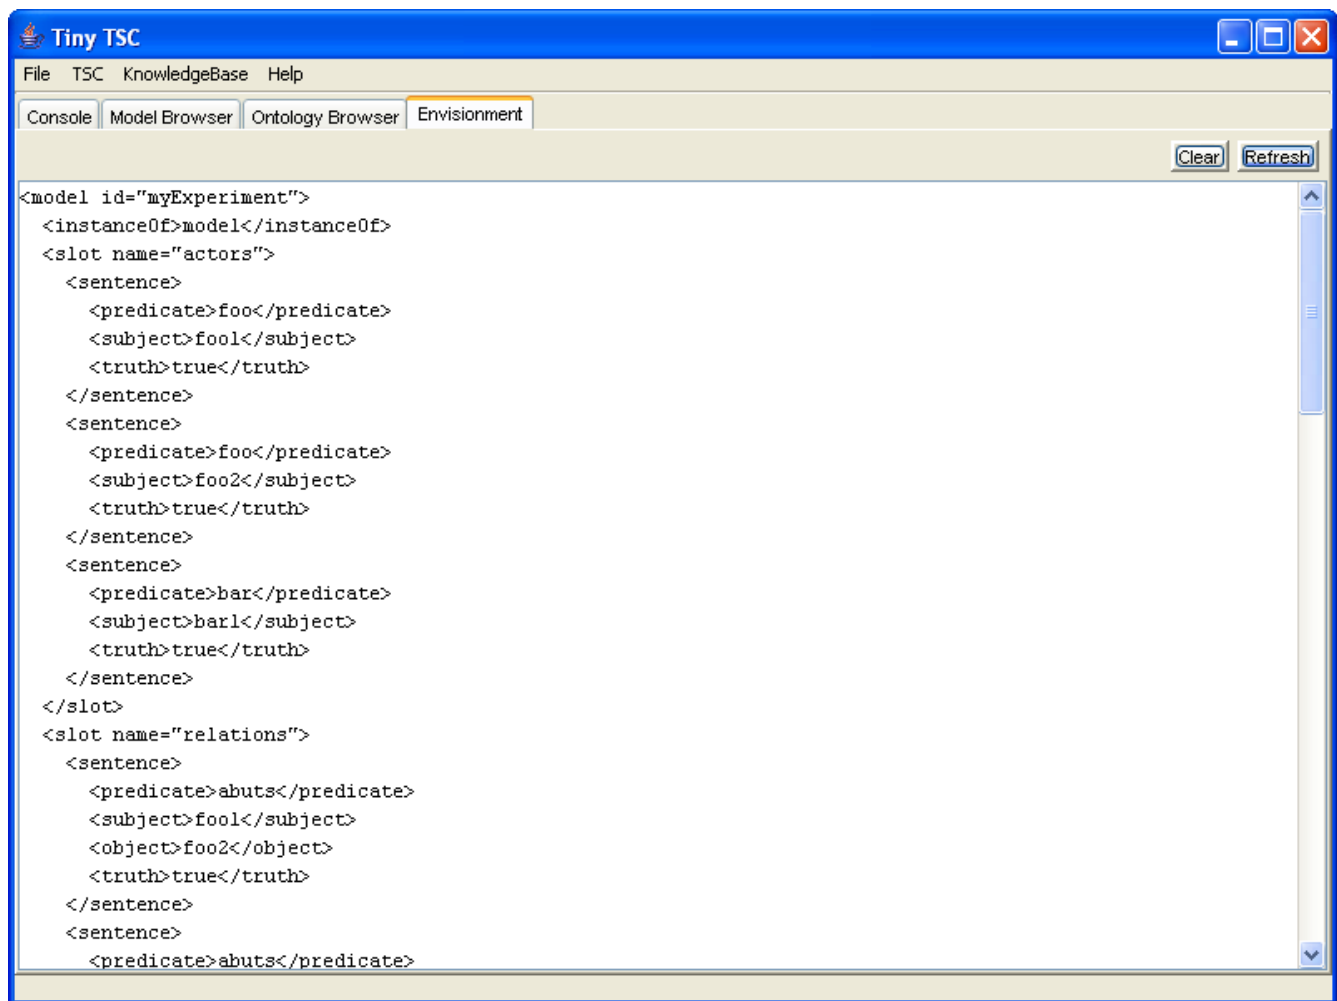 Tiny TSC
File TSC KnowledgeBase Help
Console Model Browser Ontology Browser Envisionment
Clear Refresh
<model id="myExperiment">
  <instanceOf>model</instanceOf>
  <slot name="actors">
    <sentence>
      <predicate>foo</predicate>
      <subject>foo1</subject>
      <truth>true</truth>
    </sentence>
    <sentence>
      <predicate>foo</predicate>
      <subject>foo2</subject>
      <truth>true</truth>
    </sentence>
    <sentence>
      <predicate>bar</predicate>
      <subject>bar1</subject>
      <truth>true</truth>
    </sentence>
  </slot>
  <slot name="relations">
    <sentence>
      <predicate>abuts</predicate>
      <subject>foo1</subject>
      <object>foo2</object>
      <truth>true</truth>
    </sentence>
    <sentence>
      <predicate>abuts</predicate>